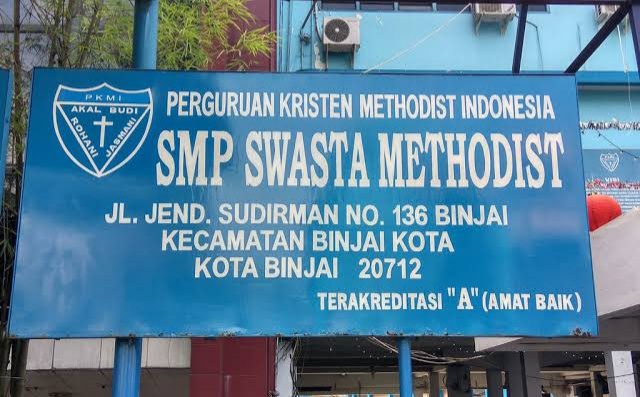 PKMI
AKAL BUDI
ROHANI JASMANI
PERGURUAN KRISTEN METHODIST INDONESIA
SMP SWASTA METHODIST
JL. JEND. SUDIRMAN NO. 136 BINJAI
KECAMATAN BINJAI KOTA
KOTA BINJAI 20712
TERAKREDITASI "A" (AMAT BAIK)